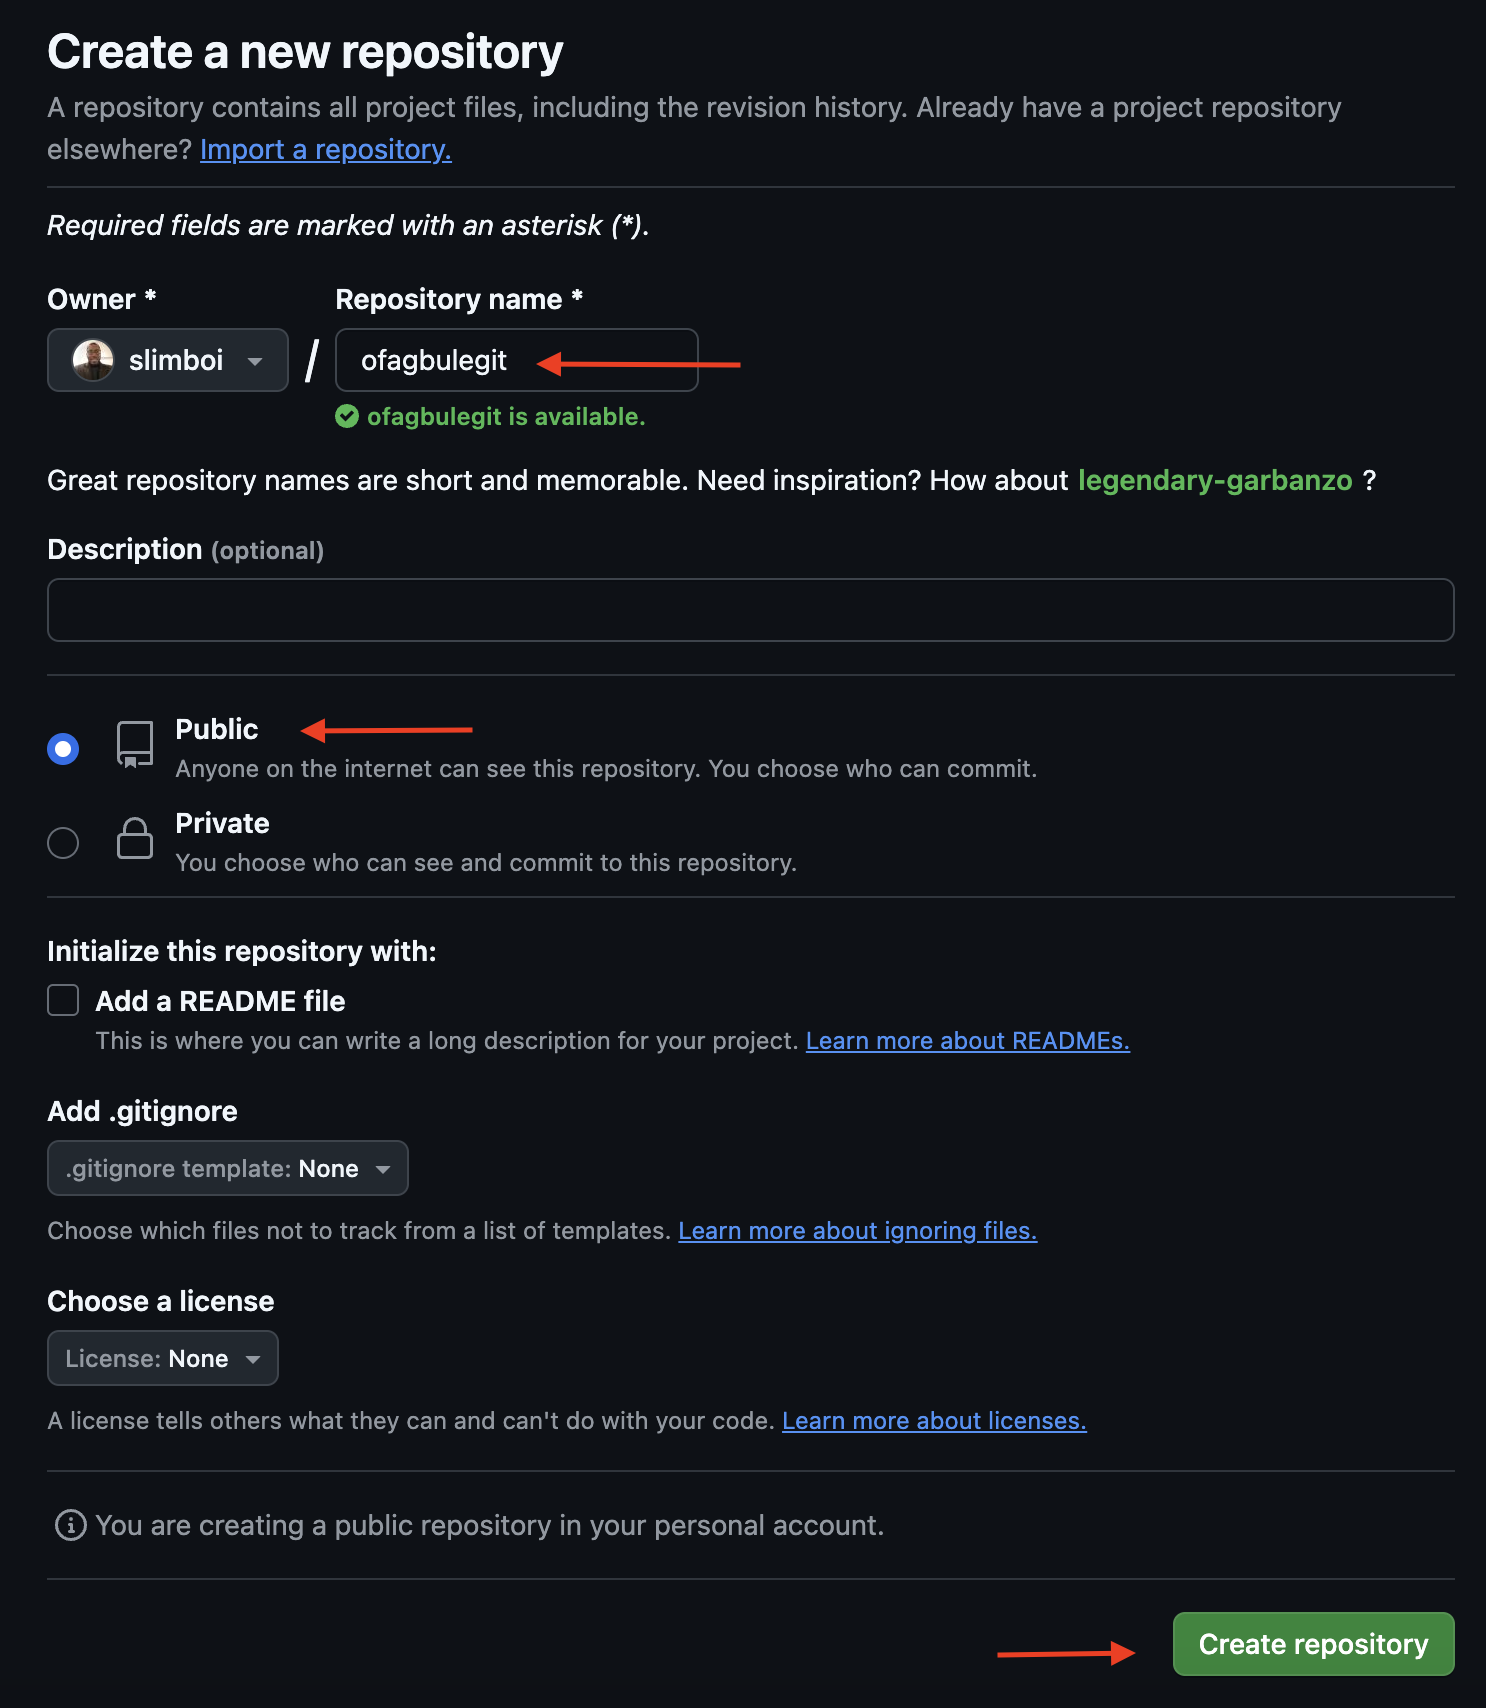 Create a new repository
A repository contains all project files, including the revision history. Already have a project repository
elsewhere? Import a repository.
Required fields are marked with an asterisk (*).
Owner * Repository name *
slimboi / ofagbulegit
ofagbulegit is available.
Great repository names are short and memorable. Need inspiration? How about legendary-garbanzo ?
Description (optional)
Public
Anyone on the internet can see this repository. You choose who can commit.
Private
You choose who can see and commit to this repository.
Initialize this repository with:
Add a README file
This is where you can write a long description for your project. Learn more about READMEs.
Add .gitignore
.gitignore template: None
Choose which files not to track from a list of templates. Learn more about ignoring files.
Choose a license
License: None
A license tells others what they can and can't do with your code. Learn more about licenses.
You are creating a public repository in your personal account.
Create repository